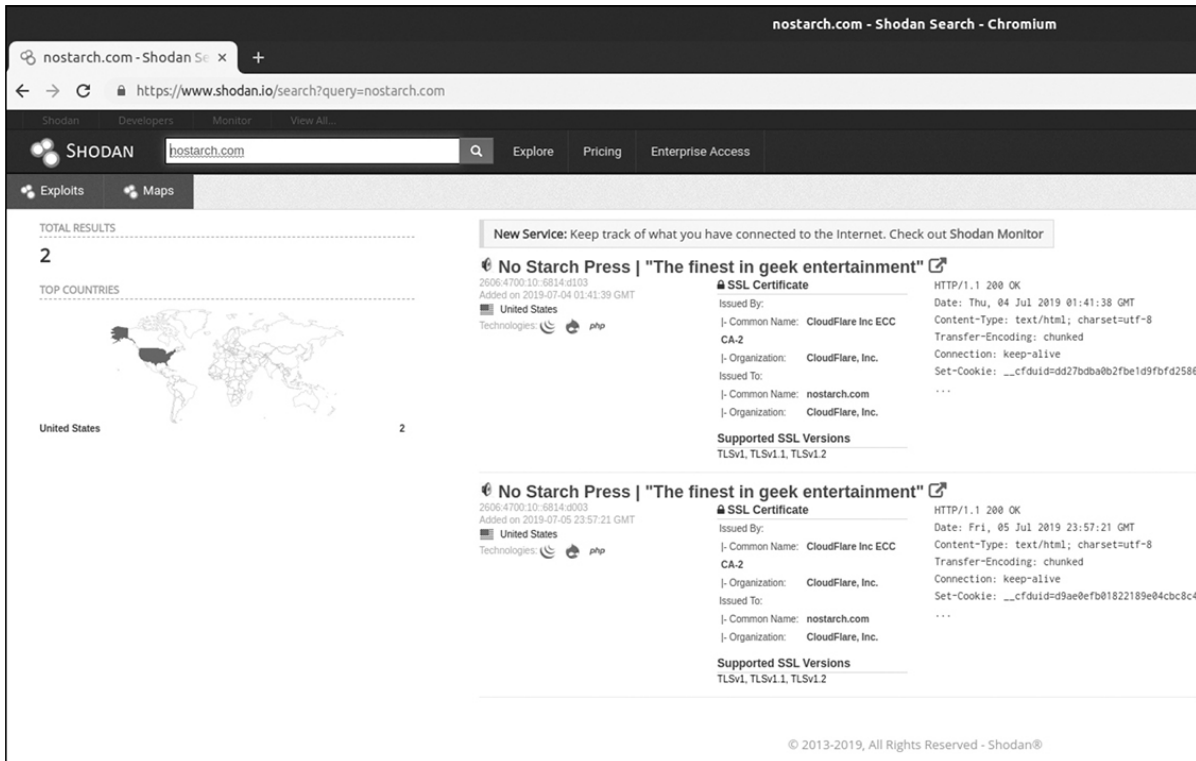 nostarch.com - Shodan Search - Chromium
nostarch.com - Shodan Se
https://www.shodan.io/search?query=nostarch.com
Shodan Developers Monitor View All...
SHODAN nostarch.com Explore Pricing Enterprise Access
Exploits Maps
TOTAL RESULTS
2
TOP COUNTRIES
United States 2
New Service: Keep track of what you have connected to the Internet. Check out Shodan Monitor
No Starch Press | "The finest in geek entertainment"
2606:4700:10::6814:d103
Added on 2019-07-04 01:41:39 GMT
United States
Technologies: php
SSL Certificate
Issued By:
|- Common Name: CloudFlare Inc ECC
CA-2
|- Organization: CloudFlare, Inc.
Issued To:
|- Common Name: nostarch.com
|- Organization: CloudFlare, Inc.
Supported SSL Versions
TLSv1, TLSv1.1, TLSv1.2
HTTP/1.1 200 OK
Date: Thu, 04 Jul 2019 01:41:38 GMT
Content-Type: text/html; charset=utf-8
Transfer-Encoding: chunked
Connection: keep-alive
Set-Cookie: __cfduid=dd27bdba0b2fbe1d9fbfd2586
...
No Starch Press | "The finest in geek entertainment"
2606:4700:10::6814:d003
Added on 2019-07-05 23:57:21 GMT
United States
Technologies: php
SSL Certificate
Issued By:
|- Common Name: CloudFlare Inc ECC
CA-2
|- Organization: CloudFlare, Inc.
Issued To:
|- Common Name: nostarch.com
|- Organization: CloudFlare, Inc.
Supported SSL Versions
TLSv1, TLSv1.1, TLSv1.2
HTTP/1.1 200 OK
Date: Fri, 05 Jul 2019 23:57:21 GMT
Content-Type: text/html; charset=utf-8
Transfer-Encoding: chunked
Connection: keep-alive
Set-Cookie: __cfduid=d9ae0efb01822189e04cbc8c4
...
© 2013-2019, All Rights Reserved - Shodan®